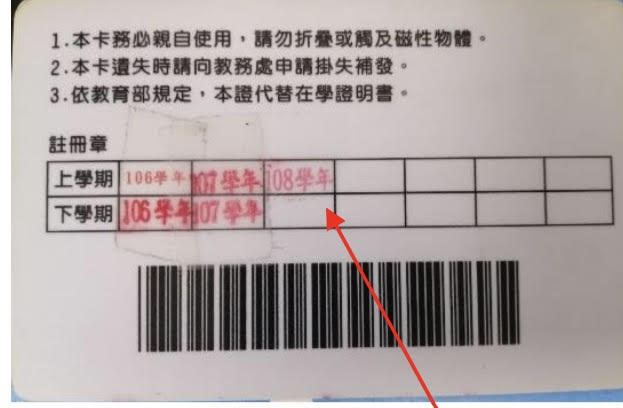 1.本卡務必親自使用，請勿折疊或觸及磁性物體。
2.本卡遺失時請向教務處申請掛失補發。
3.依教育部規定，本證代替在學證明書。
註冊章
上學期 106學年 107學年 108學年
下學期 106學年 107學年